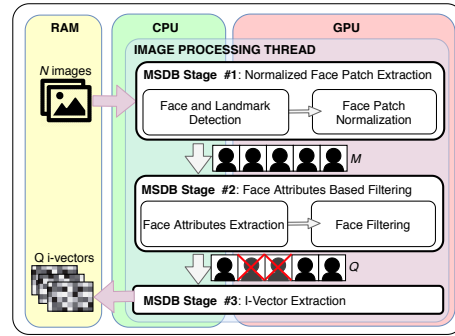 RAM
CPU
GPU
IMAGE PROCESSING THREAD
N images
MSDB Stage #1: Normalized Face Patch Extraction
Face and Landmark
Detection
Face Patch
Normalization
M
MSDB Stage #2: Face Attributes Based Filtering
Face Attributes Extraction
Face Filtering
Q i-vectors
Q
MSDB Stage #3: I-Vector Extraction